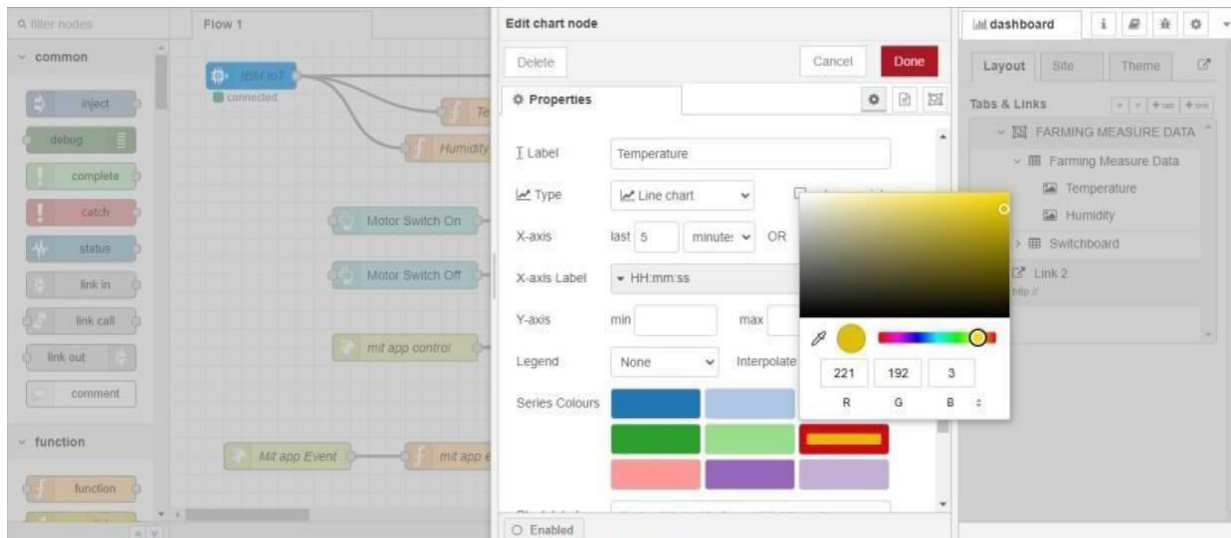 filter nodes
common
inject
debug
complete
catch
status
link in
link call
link out
comment
function
function
Flow 1
IBM IoT
connected
Te
Humidity
Motor Switch On
Motor Switch Off
mit app control
Mit app Event
mit app e
Edit chart node
Delete
Cancel
Done
Properties
Label
Temperature
Type
Line chart
X-axis
last 5 minutes OR
X-axis Label
HH:mm:ss
Y-axis
min
max
Legend
None
Interpolate
Series Colours
221 192 3
R G B
Enabled
dashboard
i
Layout
Site
Theme
Tabs & Links
+ tab
+ link
FARMING MEASURE DATA
Farming Measure Data
Temperature
Humidity
Switchboard
Link 2
http://